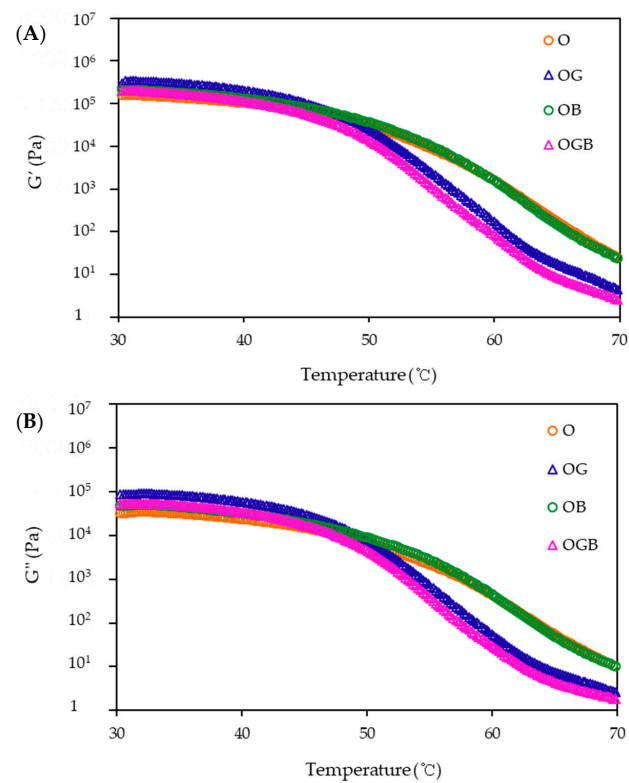 (A)
10⁷
10⁶
10⁵
10⁴
10³
10²
10¹
1
G′ (Pa)
O
OG
OB
OGB
30 40 50 60 70
Temperature (℃)
(B)
10⁷
10⁶
10⁵
10⁴
10³
10²
10¹
1
G″ (Pa)
O
OG
OB
OGB
30 40 50 60 70
Temperature (℃)